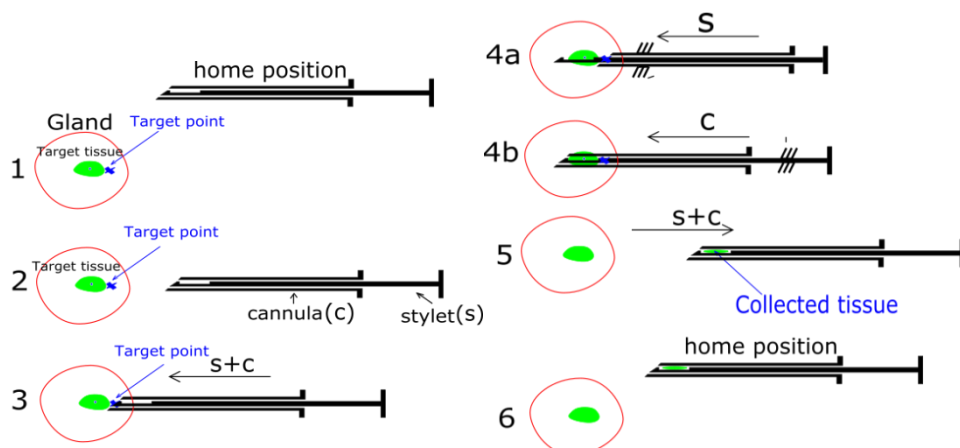 home position
Gland
Target point
Target tissue
1
Target point
Target tissue
2
cannula(c)
stylet(s)
Target point
s+c
3
4a
s
4b
c
5
s+c
Collected tissue
home position
6